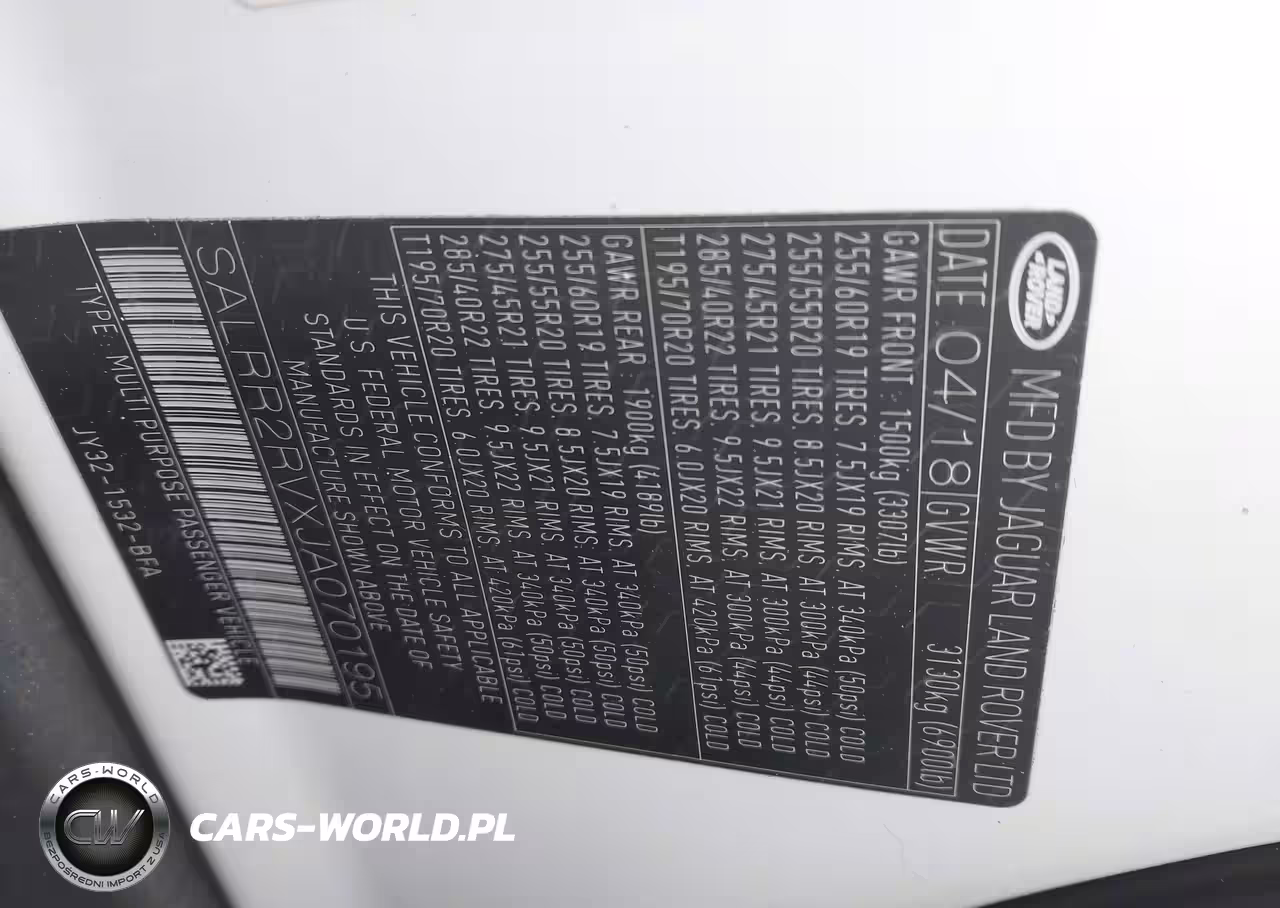 LAND ROVER
MFD BY JAGUAR LAND ROVER LTD
DATE : 04/18 GVWR : 3130kg (6900lb)
GAWR FRONT : 1500kg (3307lb)
255/60R19 TIRES. 7.5JX19 RIMS. AT 340kPa (50psi) COLD
255/55R20 TIRES. 8.5JX20 RIMS. AT 300kPa (44psi) COLD
275/45R21 TIRES. 9.5JX21 RIMS. AT 300kPa (44psi) COLD
285/40R22 TIRES. 9.5JX22 RIMS. AT 300kPa (44psi) COLD
T195/70R20 TIRES. 6.0JX20 RIMS. AT 420kPa (61psi) COLD
GAWR REAR : 1900kg (4189lb)
255/60R19 TIRES. 7.5JX19 RIMS. AT 340kPa (50psi) COLD
255/55R20 TIRES. 8.5JX20 RIMS. AT 340kPa (50psi) COLD
275/45R21 TIRES. 9.5JX21 RIMS. AT 340kPa (50psi) COLD
285/40R22 TIRES. 9.5JX22 RIMS. AT 340kPa (50psi) COLD
T195/70R20 TIRES. 6.0JX20 RIMS. AT 420kPa (61psi) COLD
THIS VEHICLE CONFORMS TO ALL APPLICABLE
U.S. FEDERAL MOTOR VEHICLE SAFETY
STANDARDS IN EFFECT ON THE DATE OF
MANUFACTURE SHOWN ABOVE
SALRR2RVXJA070195
TYPE: MULTI PURPOSE PASSENGER VEHICLE
JY32-1532-BFA
CARS-WORLD
CW
BEZPOŚREDNI IMPORT Z USA
CARS-WORLD.PL